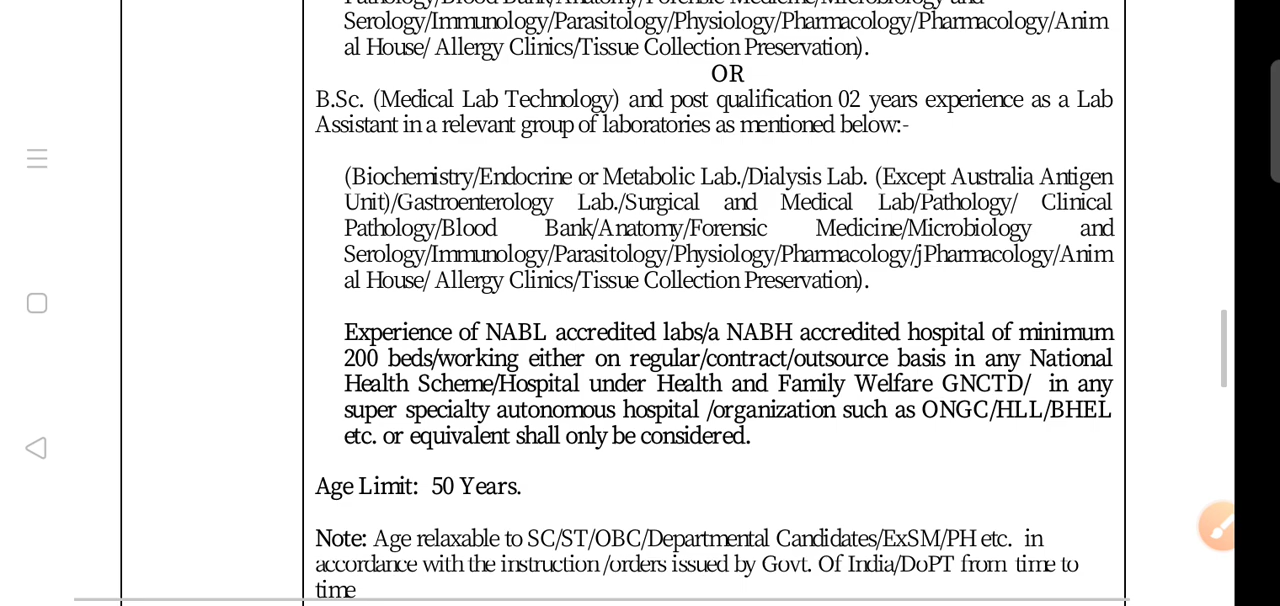 Pathology/Blood Bank/Anatomy/Forensic Medicine/Microbiology and
Serology/Immunology/Parasitology/Physiology/Pharmacology/Pharmacology/Anim
al House/ Allergy Clinics/Tissue Collection Preservation).
OR
B.Sc. (Medical Lab Technology) and post qualification 02 years experience as a Lab
Assistant in a relevant group of laboratories as mentioned below:-
(Biochemistry/Endocrine or Metabolic Lab./Dialysis Lab. (Except Australia Antigen
Unit)/Gastroenterology Lab./Surgical and Medical Lab/Pathology/ Clinical
Pathology/Blood Bank/Anatomy/Forensic Medicine/Microbiology and
Serology/Immunology/Parasitology/Physiology/Pharmacology/jPharmacology/Anim
al House/ Allergy Clinics/Tissue Collection Preservation).
Experience of NABL accredited labs/a NABH accredited hospital of minimum
200 beds/working either on regular/contract/outsource basis in any National
Health Scheme/Hospital under Health and Family Welfare GNCTD/ in any
super specialty autonomous hospital /organization such as ONGC/HLL/BHEL
etc. or equivalent shall only be considered.
Age Limit: 50 Years.
Note: Age relaxable to SC/ST/OBC/Departmental Candidates/ExSM/PH etc. in
accordance with the instruction /orders issued by Govt. Of India/DoPT from time to
time